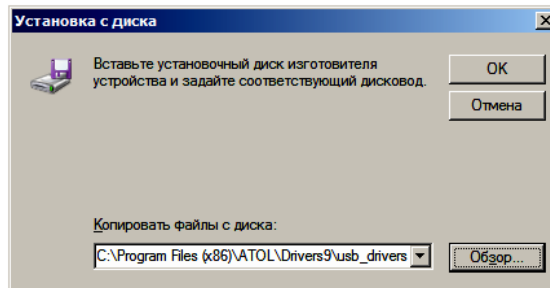 Установка с диска
Вставьте установочный диск изготовителя
устройства и задайте соответствующий дисковод.
OK
Отмена
Копировать файлы с диска:
C:\Program Files (x86)\ATOL\Drivers9\usb_drivers
Обзор...